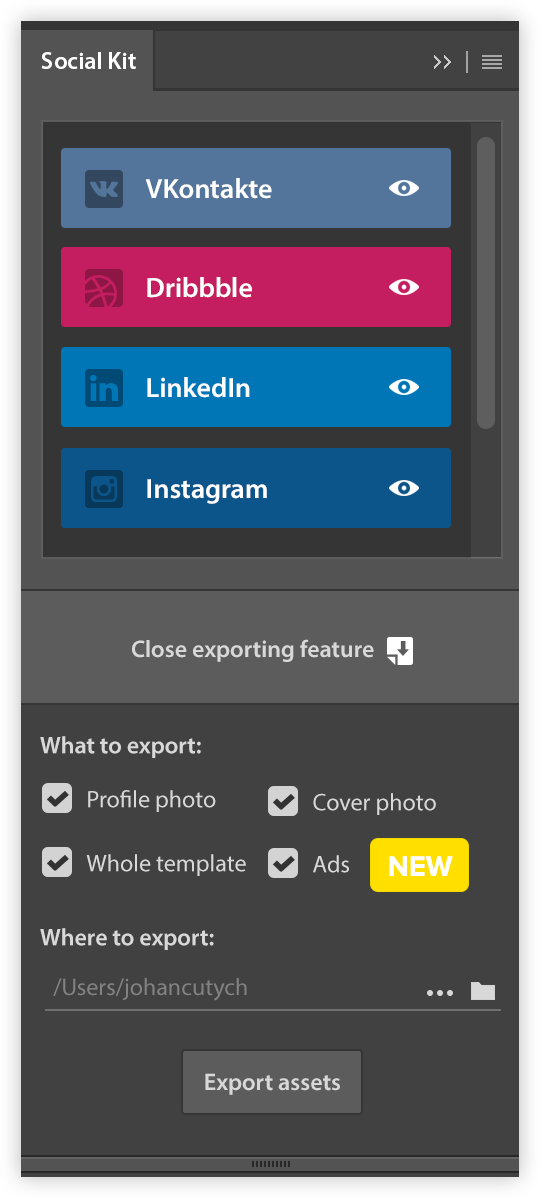 Social Kit
VKontakte
Dribbble
LinkedIn
Instagram
Close exporting feature
What to export:
Profile photo
Cover photo
Whole template
Ads
NEW
Where to export:
/Users/johancutych
Export assets